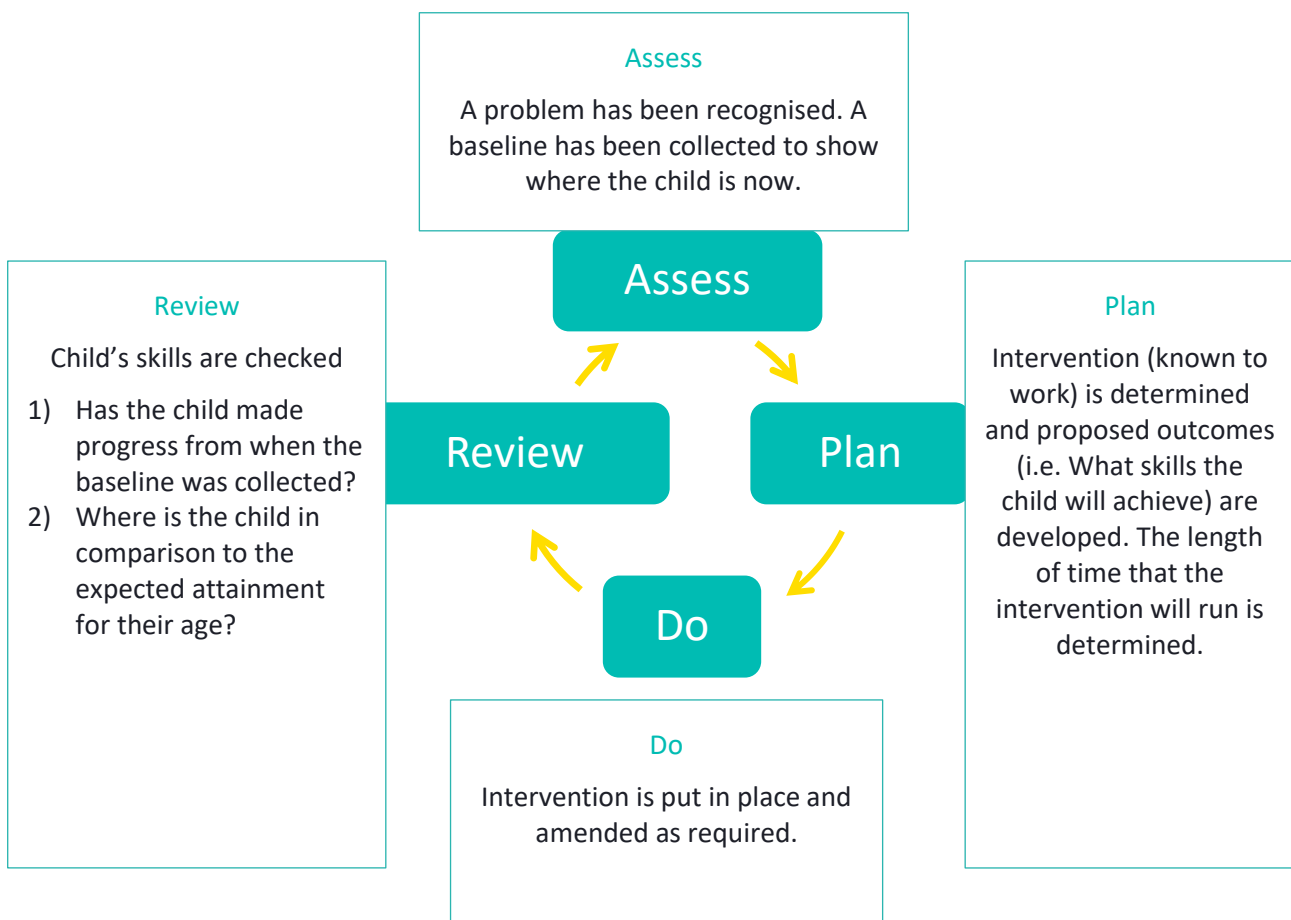 Assess
A problem has been recognised. A
baseline has been collected to show
where the child is now.
Assess
Review
Child’s skills are checked
1) Has the child made
progress from when the
baseline was collected?
2) Where is the child in
comparison to the
expected attainment
for their age?
Review
Plan
Plan
Intervention (known to
work) is determined
and proposed outcomes
(i.e. What skills the
child will achieve) are
developed. The length
of time that the
intervention will run is
determined.
Do
Do
Intervention is put in place and
amended as required.